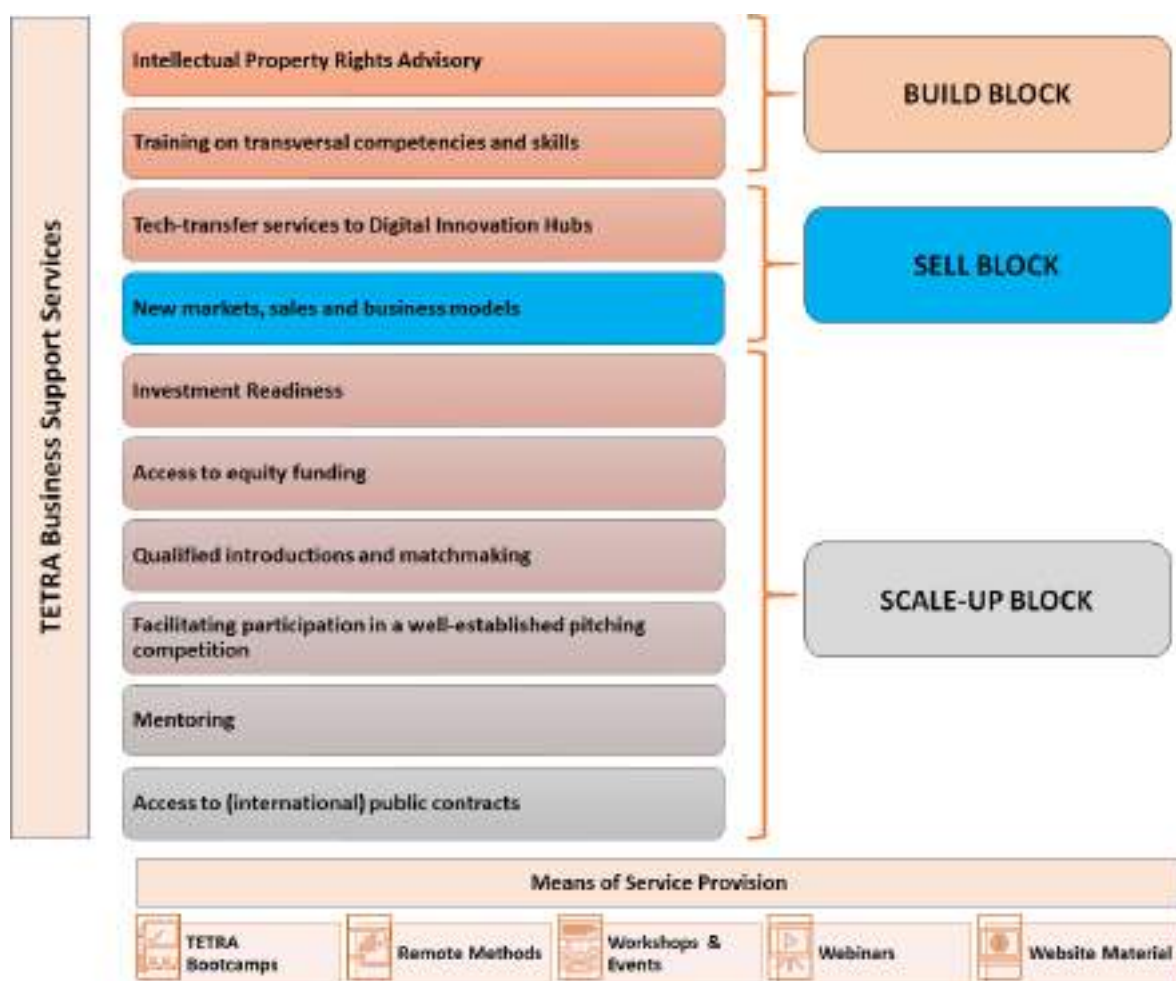 TETRA Business Support Services
Intellectual Property Rights Advisory
Training on transversal competencies and skills
Tech-transfer services to Digital Innovation Hubs
New markets, sales and business models
Investment Readiness
Access to equity funding
Qualified introductions and matchmaking
Facilitating participation in a well-established pitching
competition
Mentoring
Access to (international) public contracts
BUILD BLOCK
SELL BLOCK
SCALE-UP BLOCK
Means of Service Provision
TETRA
Bootcamps
Remote Methods
Workshops &
Events
Webinars
Website Material